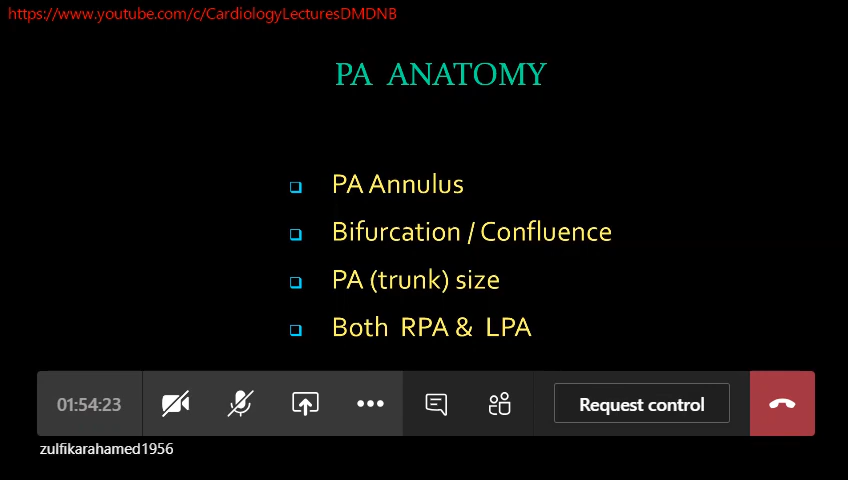 https://www.youtube.com/c/CardiologyLecturesDMDNB
PA ANATOMY
PA Annulus
Bifurcation / Confluence
PA (trunk) size
Both RPA & LPA
01:54:23
Request control
zulfikarahamed1956